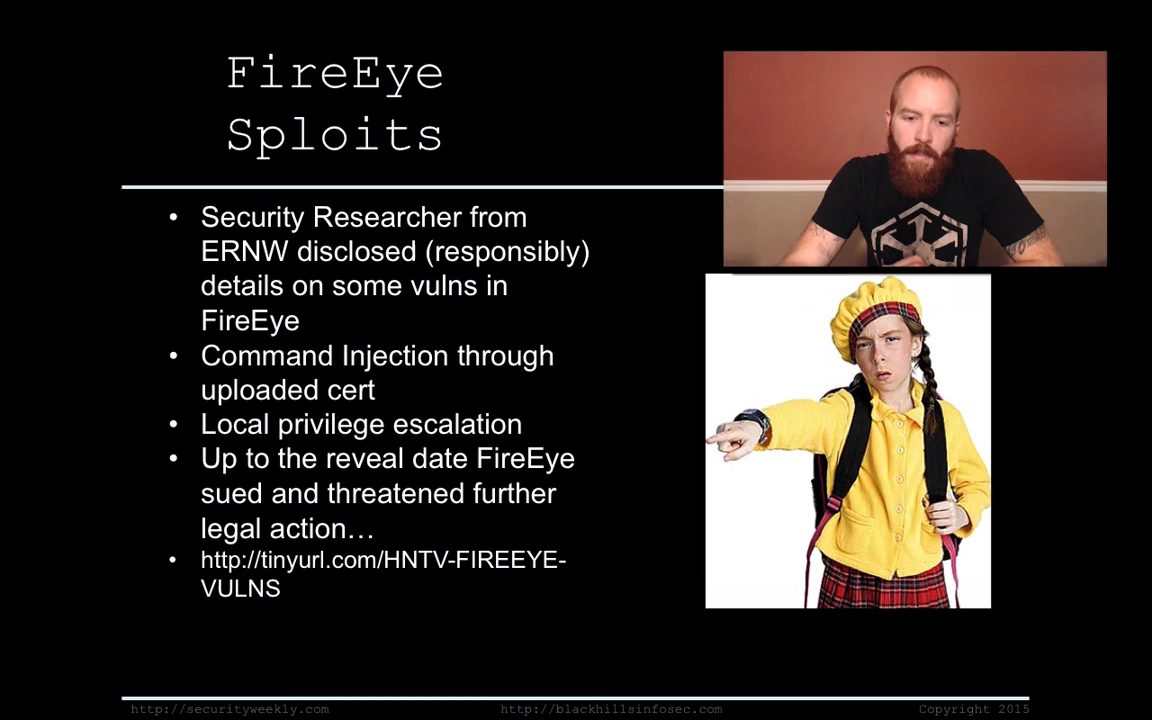 FireEye
Sploits
• Security Researcher from
ERNW disclosed (responsibly)
details on some vulns in
FireEye
• Command Injection through
uploaded cert
• Local privilege escalation
• Up to the reveal date FireEye
sued and threatened further
legal action…
• http://tinyurl.com/HNTV-FIREEYE-
VULNS
http://securityweekly.com
http://blackhillsinfosec.com
Copyright 2015